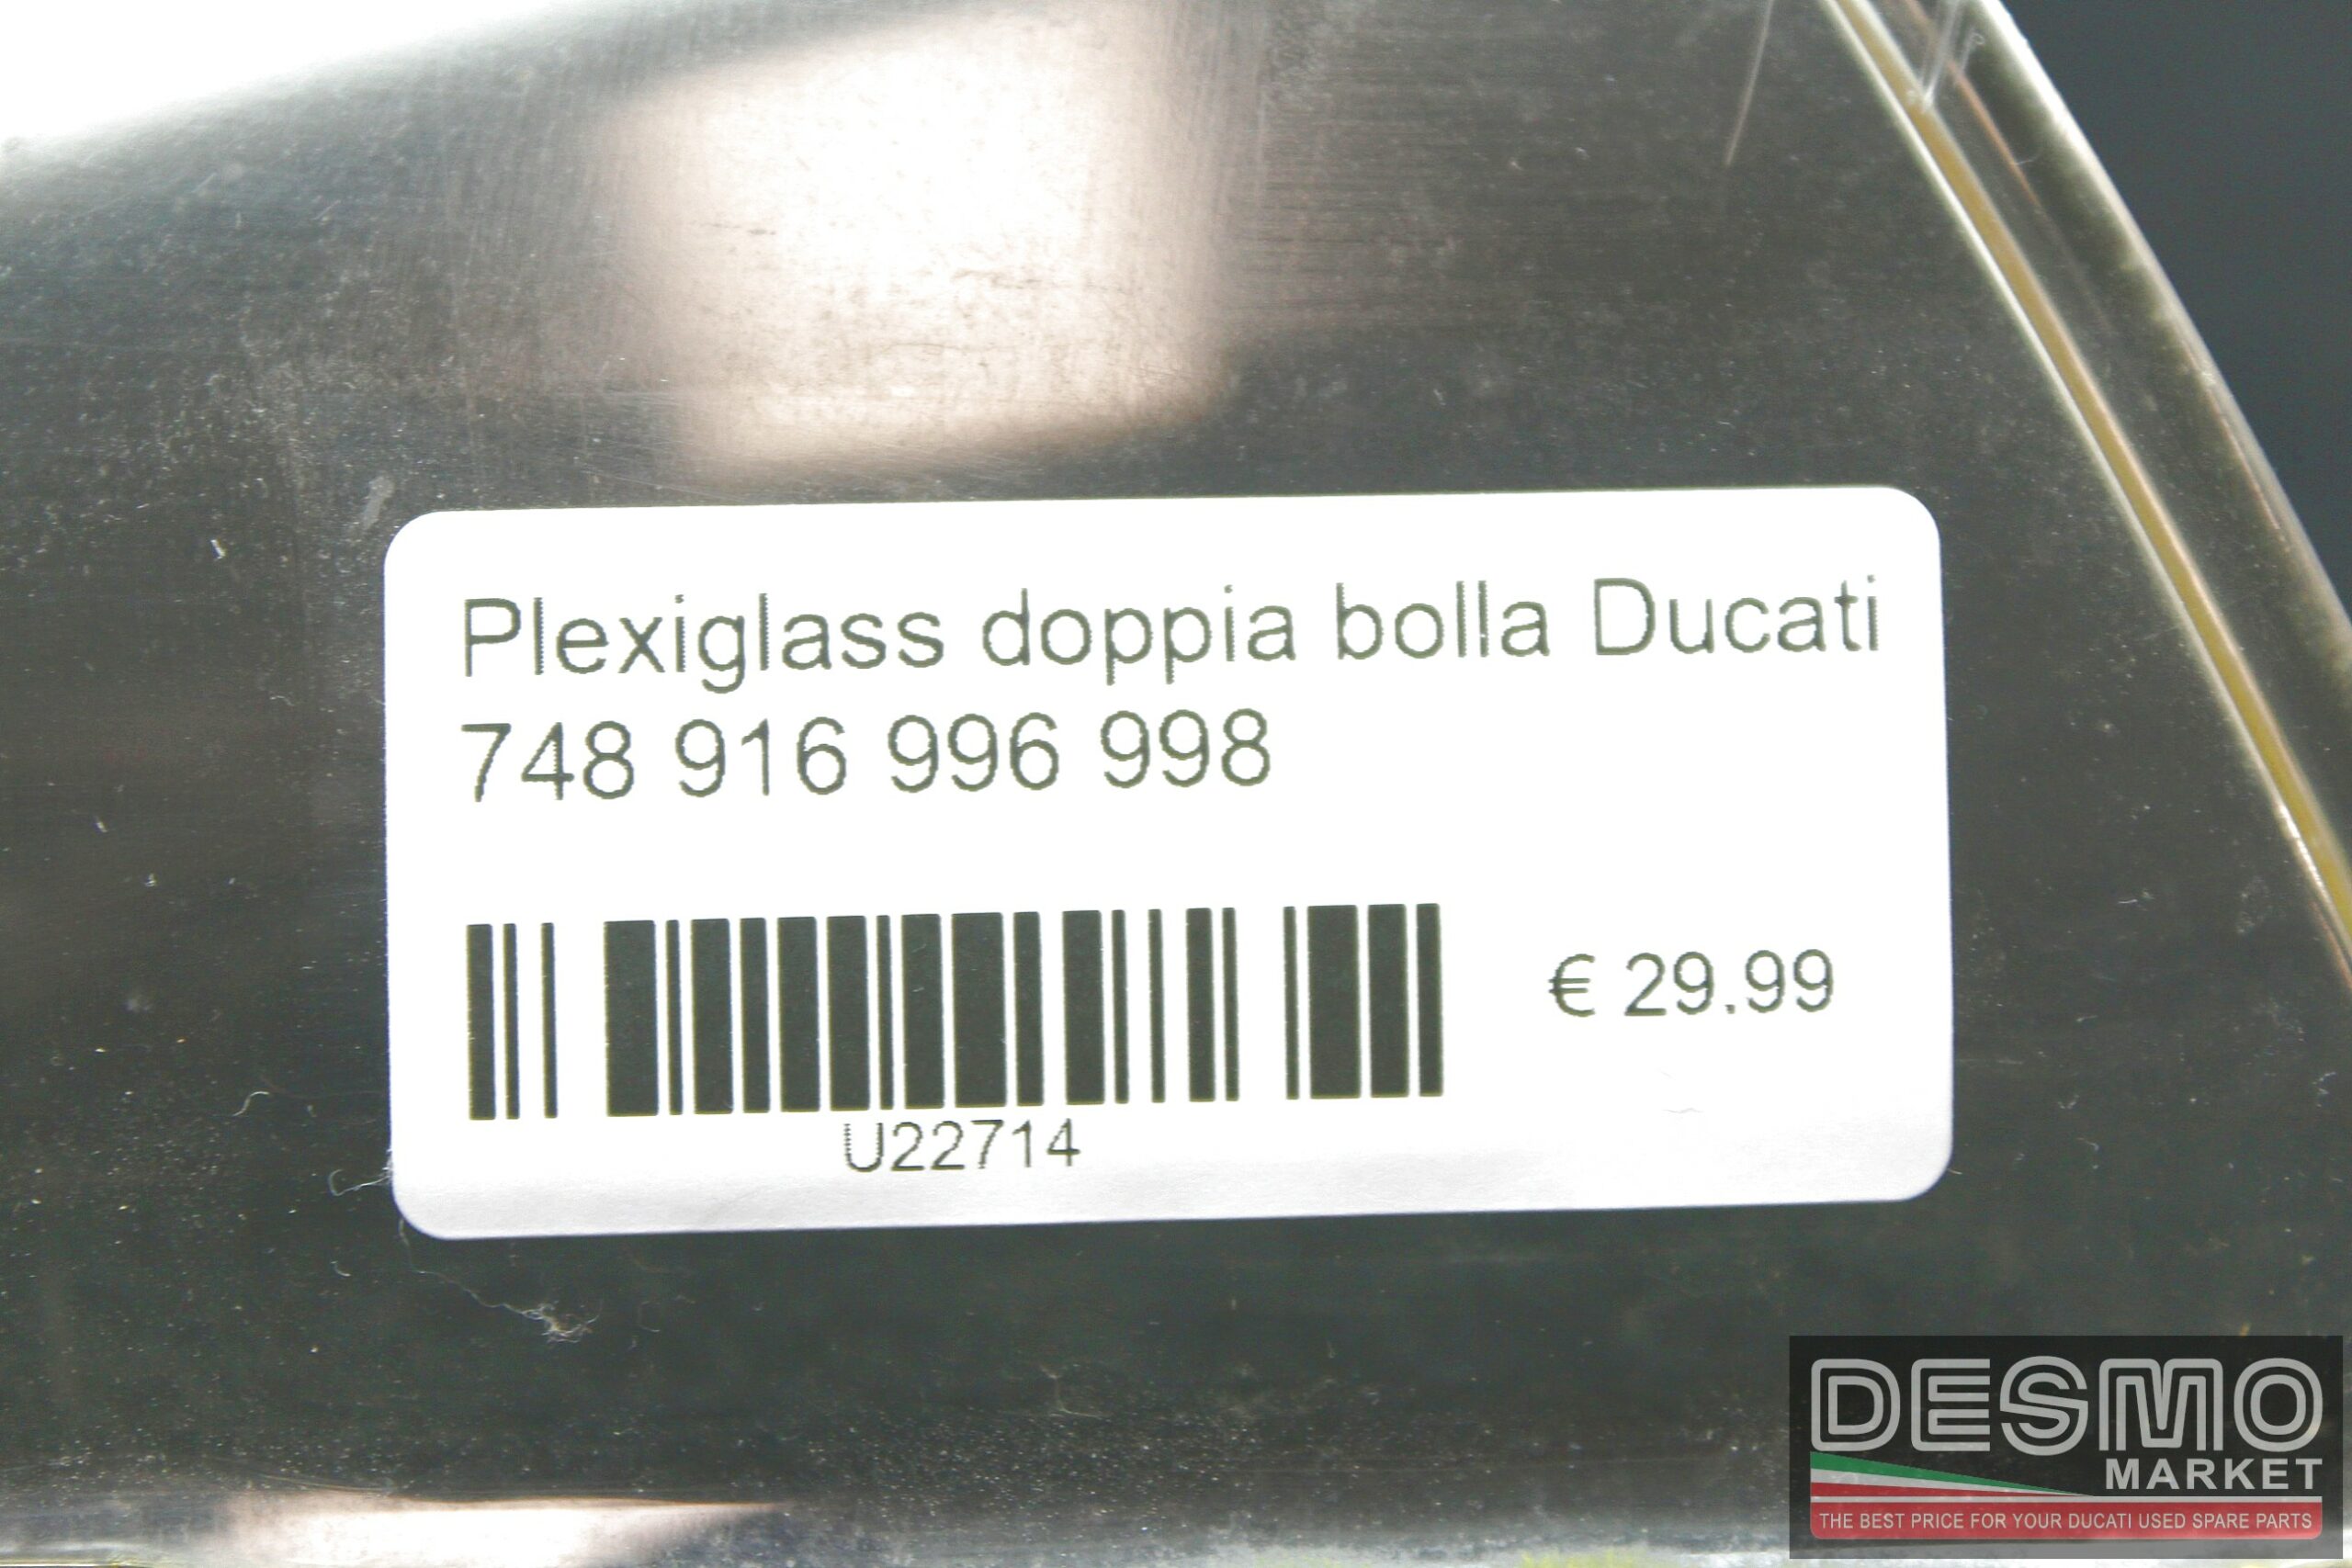 Plexiglass doppia bolla Ducati
748 916 996 998
€ 29.99
U22714
DESMO
MARKET
THE BEST PRICE FOR YOUR DUCATI USED SPARE PARTS